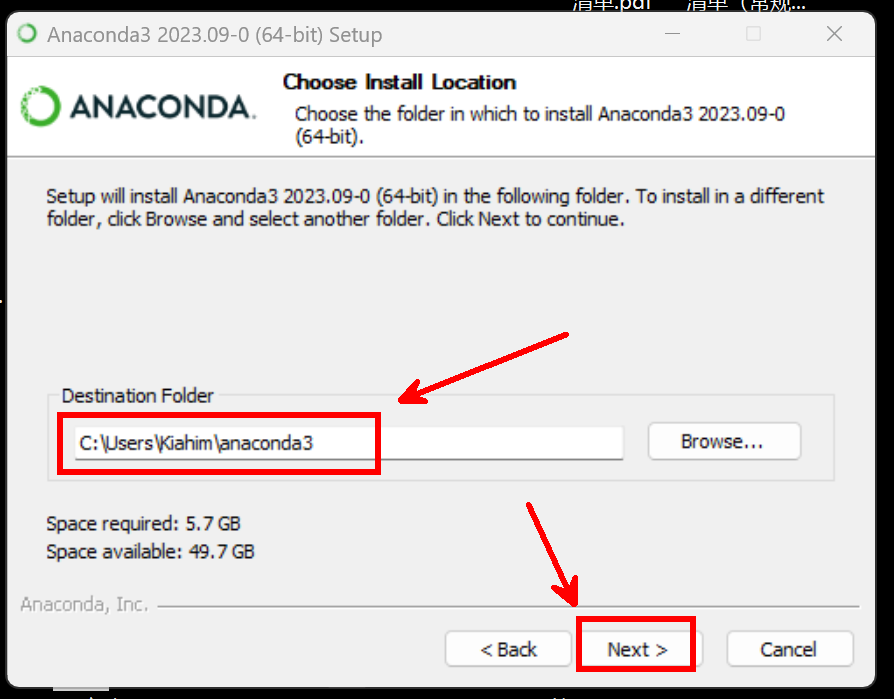 清单.pdf 清单（常规...
Anaconda3 2023.09-0 (64-bit) Setup
ANACONDA.
Choose Install Location
Choose the folder in which to install Anaconda3 2023.09-0
(64-bit).
Setup will install Anaconda3 2023.09-0 (64-bit) in the following folder. To install in a different
folder, click Browse and select another folder. Click Next to continue.
Destination Folder
C:\Users\Kiahim\anaconda3
Browse...
Space required: 5.7 GB
Space available: 49.7 GB
Anaconda, Inc.
< Back
Next >
Cancel